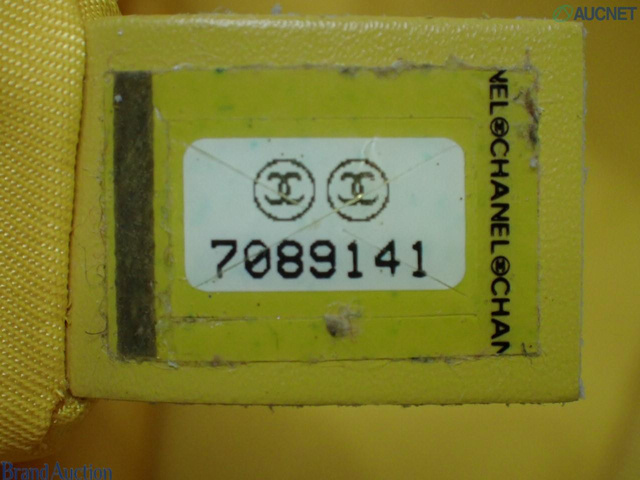 AUCNET
NEL CHANEL CHAN
7089141
Brand Auction